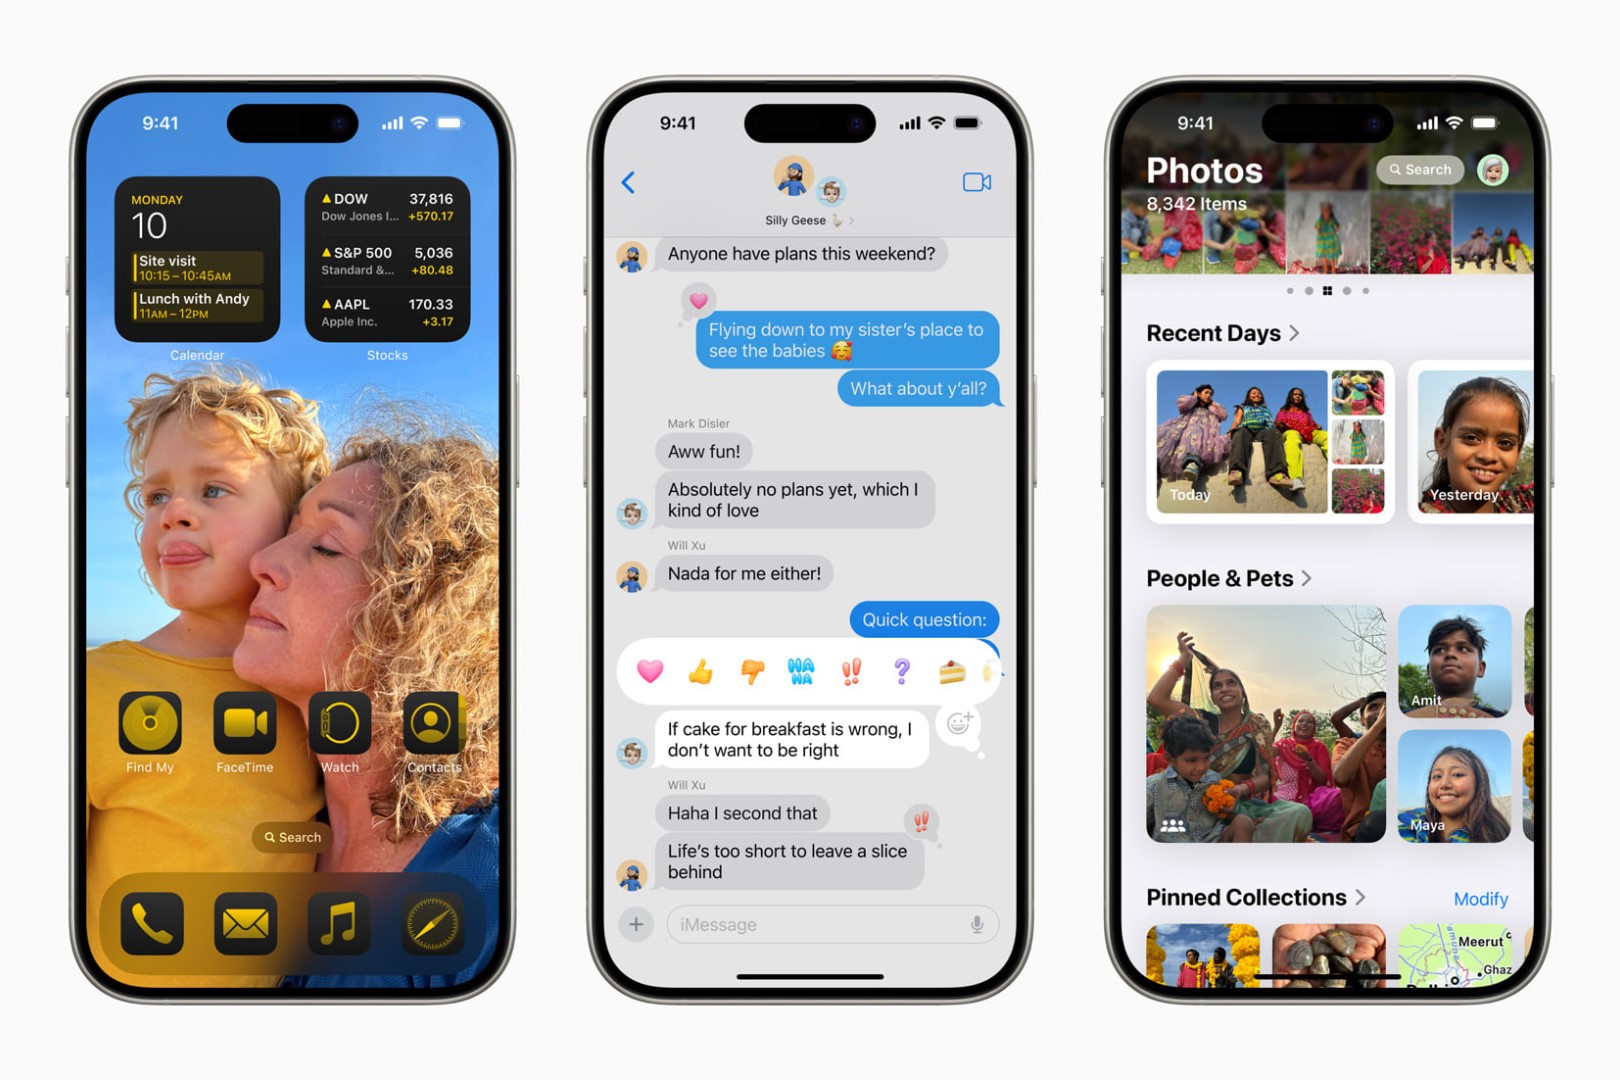 9:41
MONDAY
10
Site visit
10:15 – 10:45AM
Lunch with Andy
11AM – 12PM
Calendar
DOW 37,816
Dow Jones I... +570.17
S&P 500 5,036
Standard &... +80.48
AAPL 170.33
Apple Inc. +3.17
Stocks
Find My
FaceTime
Watch
Contacts
Search
9:41
Silly Geese
Anyone have plans this weekend?
Flying down to my sister’s place to
see the babies 🥰
What about y’all?
Mark Disler
Aww fun!
Absolutely no plans yet, which I
kind of love
Will Xu
Nada for me either!
Quick question:
HA
HA
If cake for breakfast is wrong, I
don’t want to be right
Will Xu
Haha I second that
Life’s too short to leave a slice
behind
iMessage
9:41
Photos
Search
8,342 Items
Recent Days
Today
Yesterday
People & Pets
Amit
Maya
Pinned Collections
Modify
Meerut
Ghaz